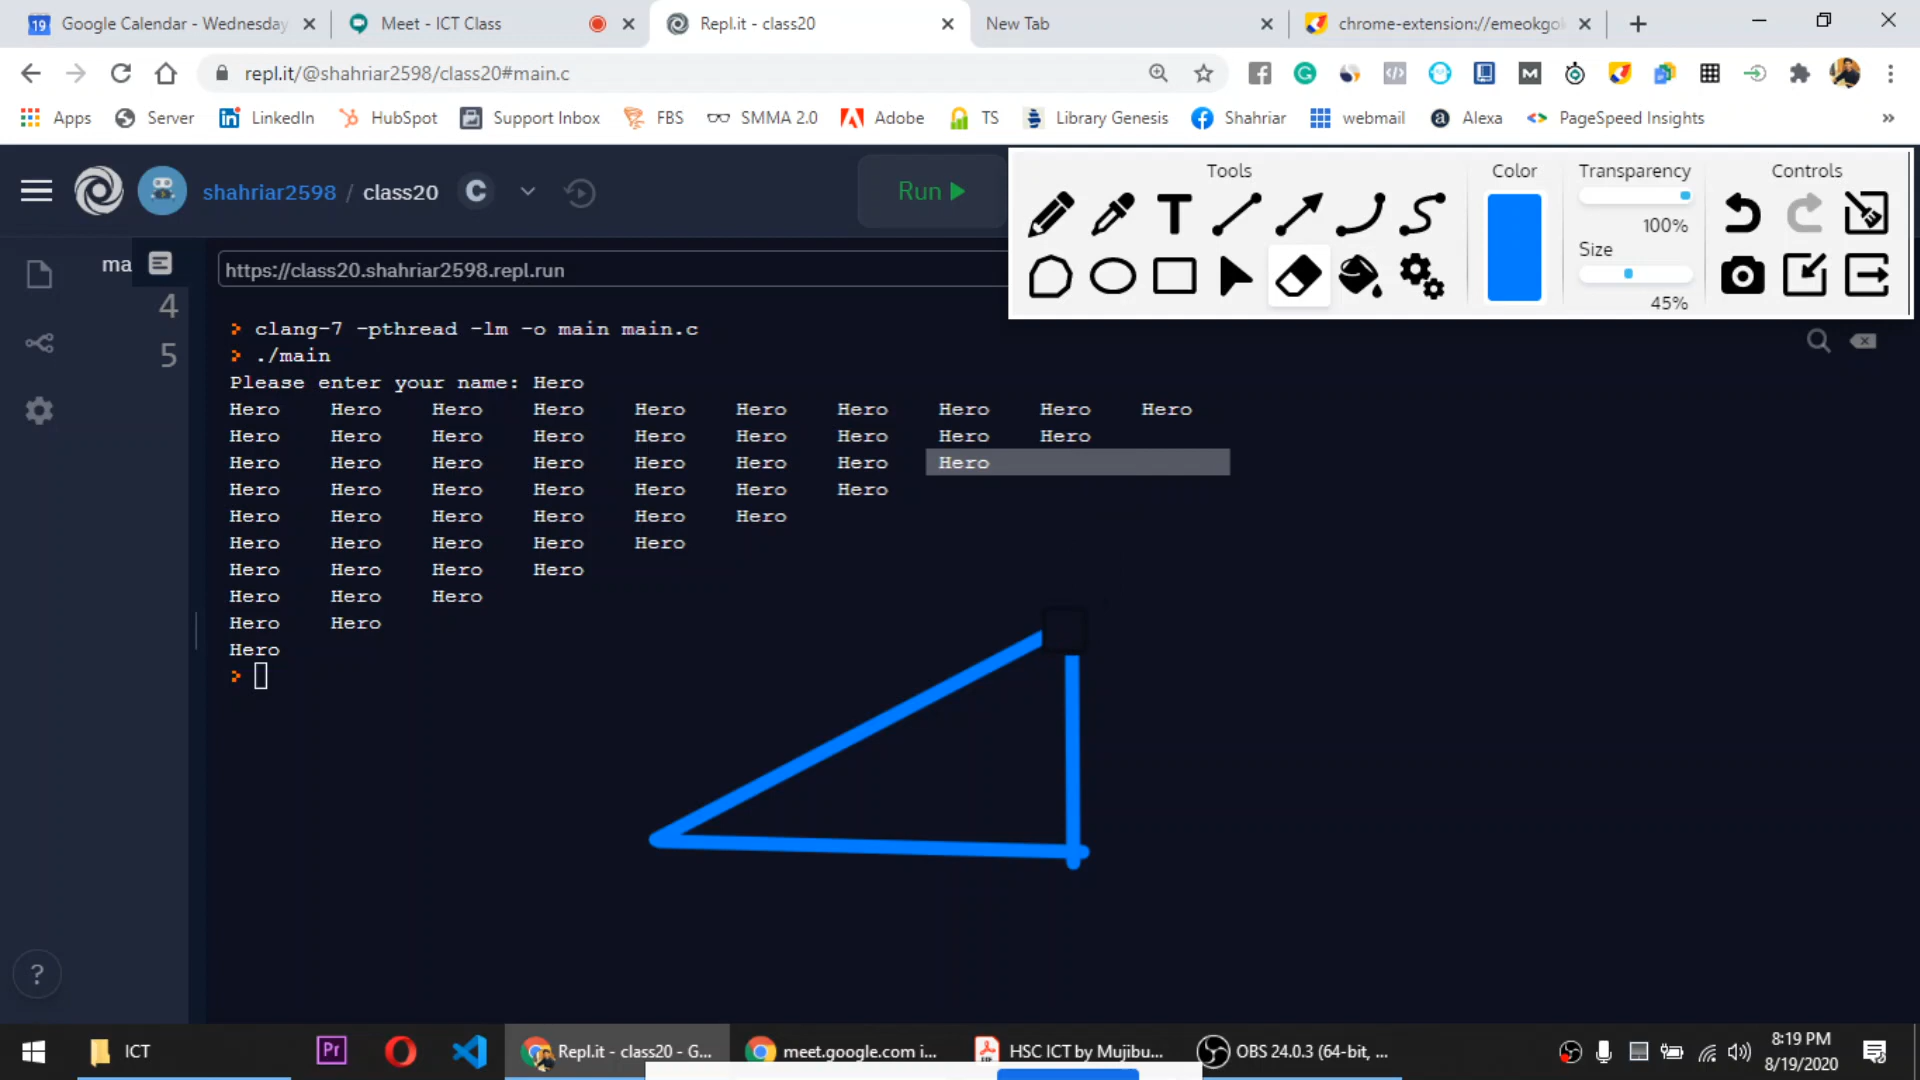 19 Google Calendar - Wednesday
Meet - ICT Class
Repl.it - class20
New Tab
chrome-extension://emeokgok
repl.it/@shahriar2598/class20#main.c
Apps
Server
LinkedIn
HubSpot
Support Inbox
FBS
SMMA 2.0
Adobe
TS
Library Genesis
Shahriar
webmail
Alexa
PageSpeed Insights
»
shahriar2598 / class20
C
Run
Tools
Color
Transparency
100%
Size
45%
Controls
ma
4
5
https://class20.shahriar2598.repl.run
> clang-7 -pthread -lm -o main main.c
> ./main
Please enter your name: Hero
Hero Hero Hero Hero Hero Hero Hero Hero Hero Hero
Hero Hero Hero Hero Hero Hero Hero Hero Hero
Hero Hero Hero Hero Hero Hero Hero Hero
Hero Hero Hero Hero Hero Hero Hero
Hero Hero Hero Hero Hero Hero
Hero Hero Hero Hero Hero
Hero Hero Hero Hero
Hero Hero Hero
Hero Hero
Hero
>
?
ICT
Pr
Repl.it - class20 - G...
meet.google.com i...
HSC ICT by Mujibu...
OBS 24.0.3 (64-bit, ...
8:19 PM
8/19/2020